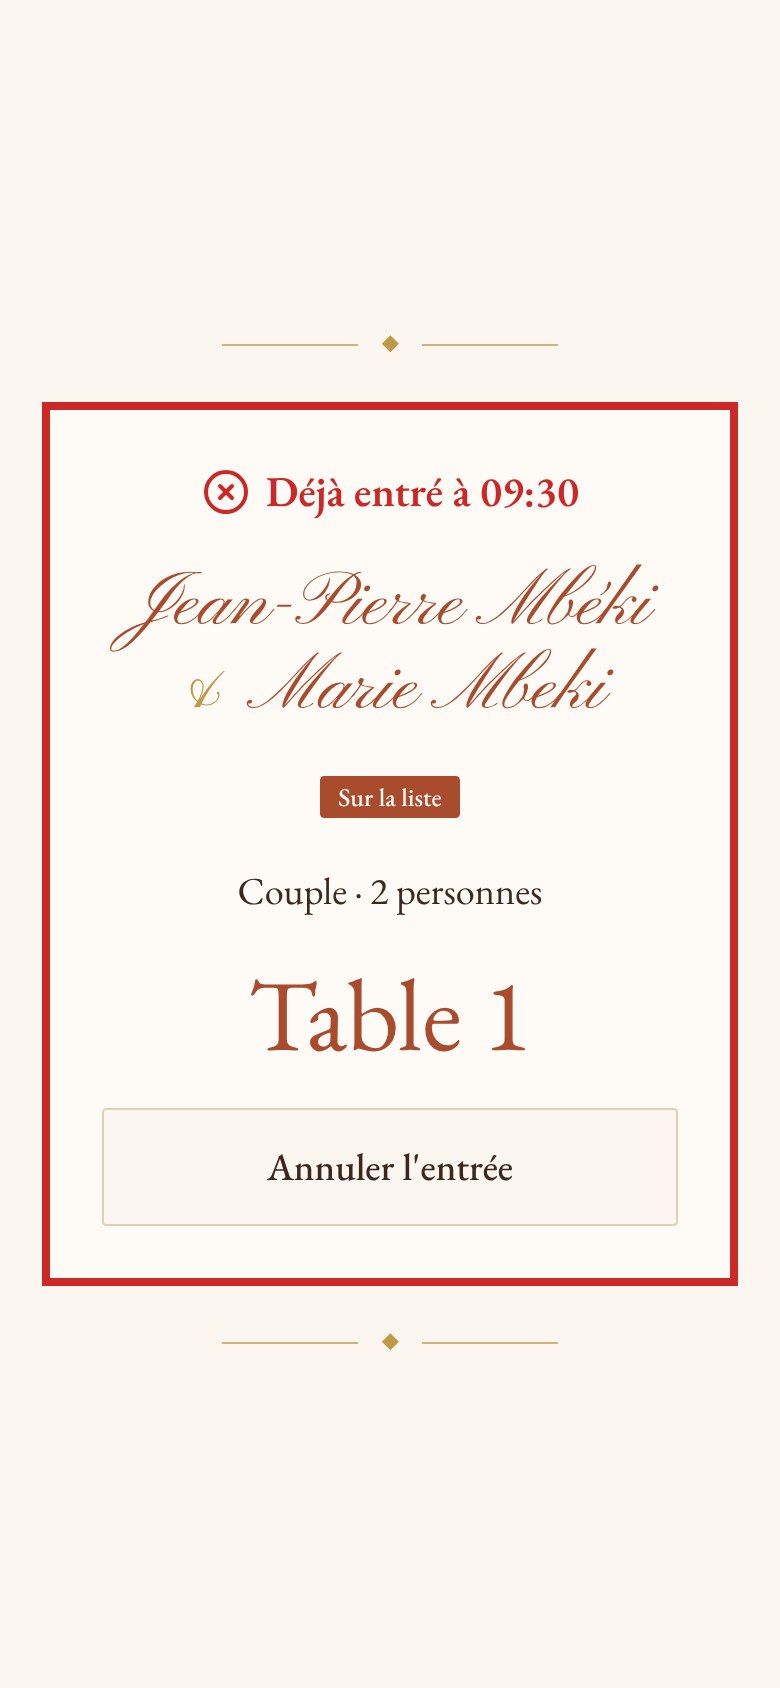 Déjà entré à 09:30
Jean-Pierre Mbéki
& Marie Mbeki
Sur la liste
Couple · 2 personnes
Table 1
Annuler l'entrée